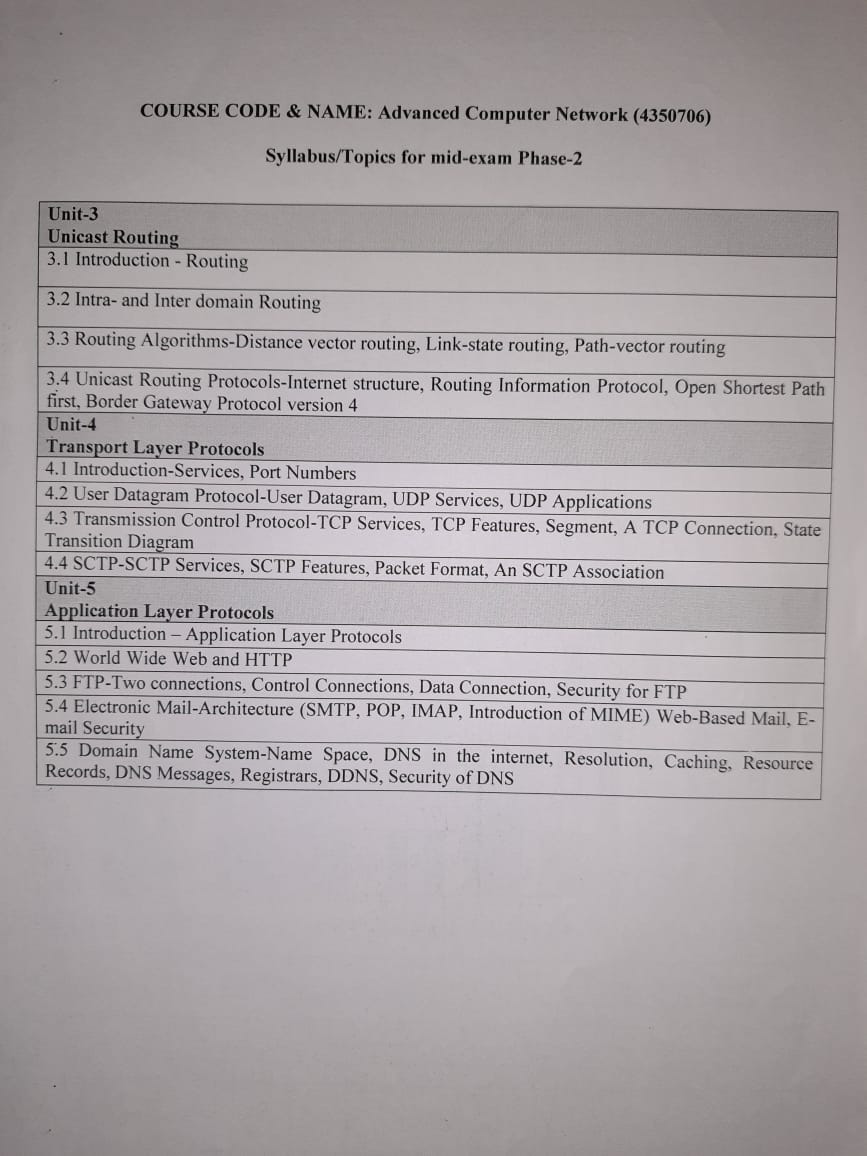 COURSE CODE & NAME: Advanced Computer Network (4350706)
Syllabus/Topics for mid-exam Phase-2
Unit-3
Unicast Routing
3.1 Introduction - Routing
3.2 Intra- and Inter domain Routing
3.3 Routing Algorithms-Distance vector routing, Link-state routing, Path-vector routing
3.4 Unicast Routing Protocols-Internet structure, Routing Information Protocol, Open Shortest Path
first, Border Gateway Protocol version 4
Unit-4
Transport Layer Protocols
4.1 Introduction-Services, Port Numbers
4.2 User Datagram Protocol-User Datagram, UDP Services, UDP Applications
4.3 Transmission Control Protocol-TCP Services, TCP Features, Segment, A TCP Connection, State
Transition Diagram
4.4 SCTP-SCTP Services, SCTP Features, Packet Format, An SCTP Association
Unit-5
Application Layer Protocols
5.1 Introduction – Application Layer Protocols
5.2 World Wide Web and HTTP
5.3 FTP-Two connections, Control Connections, Data Connection, Security for FTP
5.4 Electronic Mail-Architecture (SMTP, POP, IMAP, Introduction of MIME) Web-Based Mail, E-
mail Security
5.5 Domain Name System-Name Space, DNS in the internet, Resolution, Caching, Resource
Records, DNS Messages, Registrars, DDNS, Security of DNS